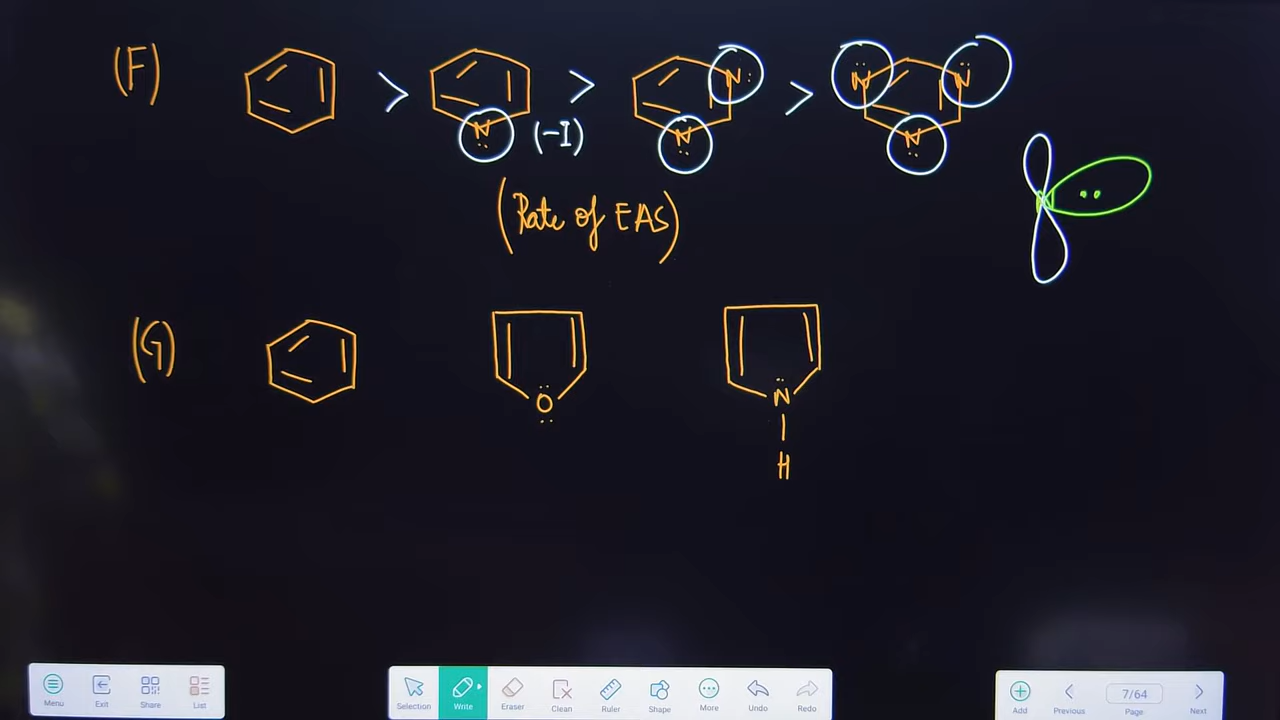 (F) > N (-I) > N N > N N N
(Rate of EAS)
(G) O N
H
Menu Exit Share List
Selection Write Eraser Clean Ruler Shape More Undo Redo
Add Previous 7/64 Page Next